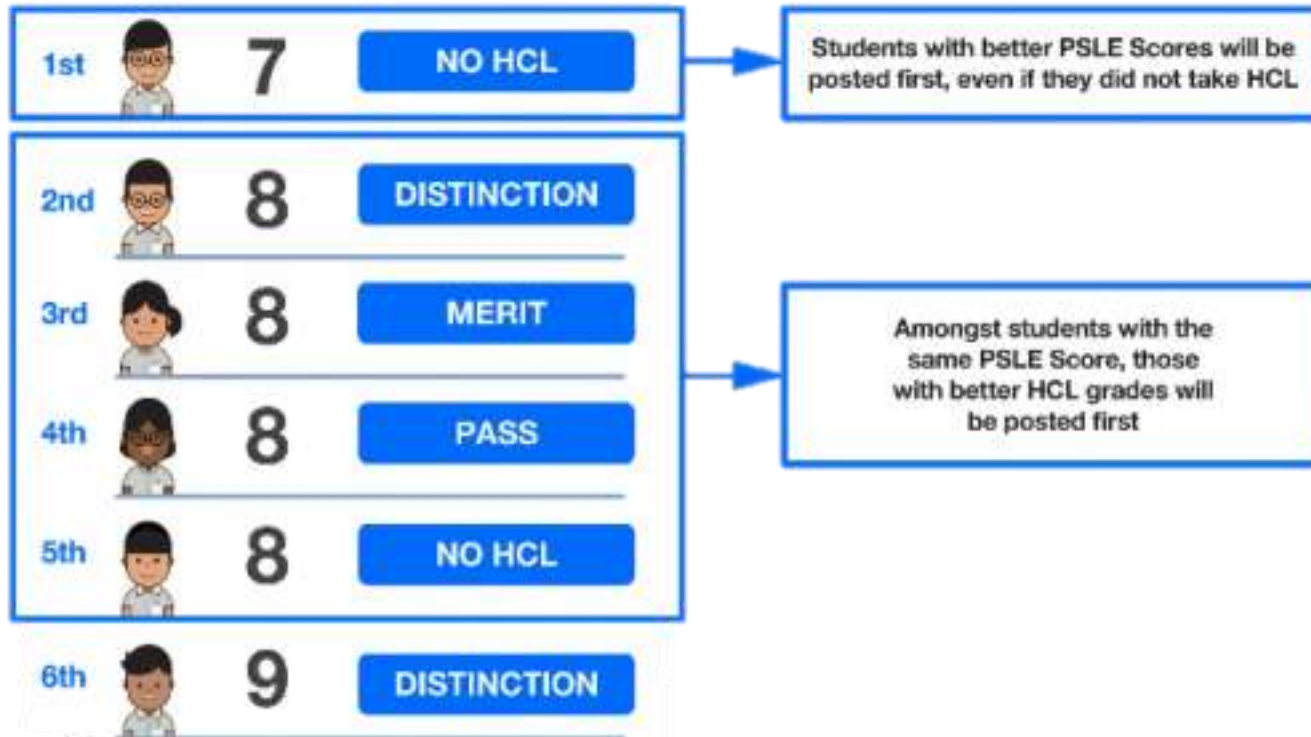 1st 7 NO HCL
Students with better PSLE Scores will be
posted first, even if they did not take HCL
2nd 8 DISTINCTION
3rd 8 MERIT
4th 8 PASS
5th 8 NO HCL
Amongst students with the
same PSLE Score, those
with better HCL grades will
be posted first
6th 9 DISTINCTION